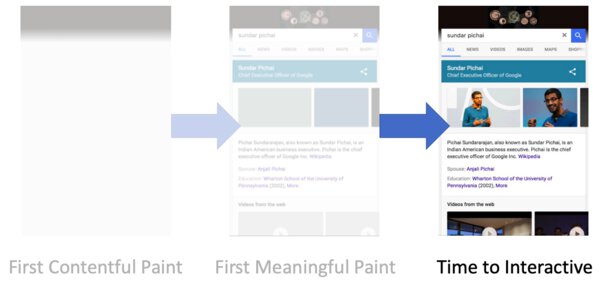 sundar pichai
ALL NEWS VIDEOS IMAGES MAPS
Sundar Pichai
Chief Executive Officer of Google
Pichai Sundararajan, also known as Sundar Pichai, is an
Indian American business executive. Pichai is the chief
executive officer of Google Inc. Wikipedia
Spouse: Anjali Pichai
Education: Wharton School of the University of
Pennsylvania (2002), More
Videos from the web
sundar pichai
ALL NEWS VIDEOS IMAGES MAPS SHOPPI
Sundar Pichai
Chief Executive Officer of Google
Pichai Sundararajan, also known as Sundar Pichai, is an
Indian American business executive. Pichai is the chief
executive officer of Google Inc. Wikipedia
Spouse: Anjali Pichai
Education: Wharton School of the University of
Pennsylvania (2002), More
Videos from the web
First Contentful Paint
First Meaningful Paint
Time to Interactive